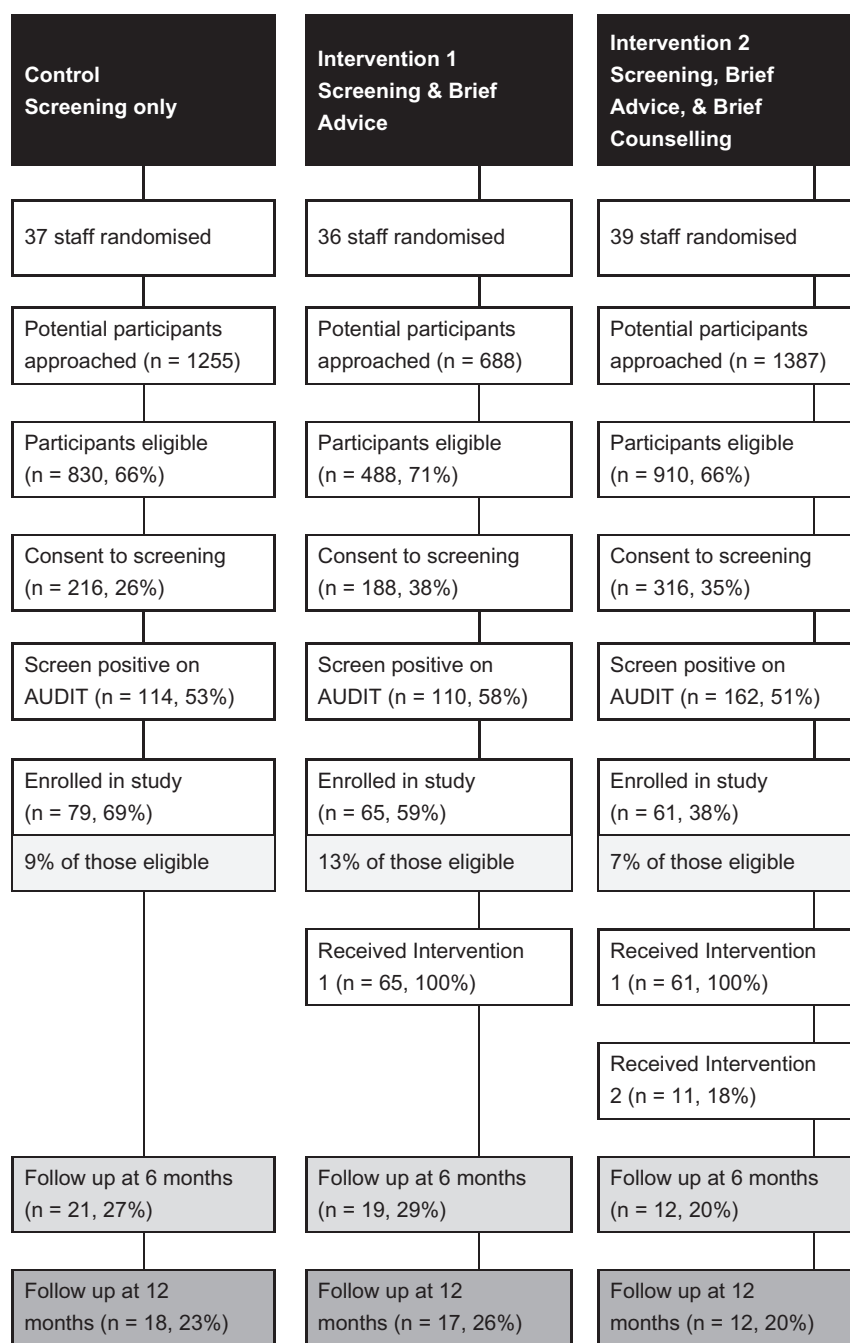 Control
Screening only
37 staff randomised
Potential participants
approached (n = 1255)
Participants eligible
(n = 830, 66%)
Consent to screening
(n = 216, 26%)
Screen positive on
AUDIT (n = 114, 53%)
Enrolled in study
(n = 79, 69%)
9% of those eligible
Follow up at 6 months
(n = 21, 27%)
Follow up at 12
months (n = 18, 23%)
Intervention 1
Screening & Brief
Advice
36 staff randomised
Potential participants
approached (n = 688)
Participants eligible
(n = 488, 71%)
Consent to screening
(n = 188, 38%)
Screen positive on
AUDIT (n = 110, 58%)
Enrolled in study
(n = 65, 59%)
13% of those eligible
Received Intervention
1 (n = 65, 100%)
Follow up at 6 months
(n = 19, 29%)
Follow up at 12
months (n = 17, 26%)
Intervention 2
Screening, Brief
Advice, & Brief
Counselling
39 staff randomised
Potential participants
approached (n = 1387)
Participants eligible
(n = 910, 66%)
Consent to screening
(n = 316, 35%)
Screen positive on
AUDIT (n = 162, 51%)
Enrolled in study
(n = 61, 38%)
7% of those eligible
Received Intervention
1 (n = 61, 100%)
Received Intervention
2 (n = 11, 18%)
Follow up at 6 months
(n = 12, 20%)
Follow up at 12
months (n = 12, 20%)